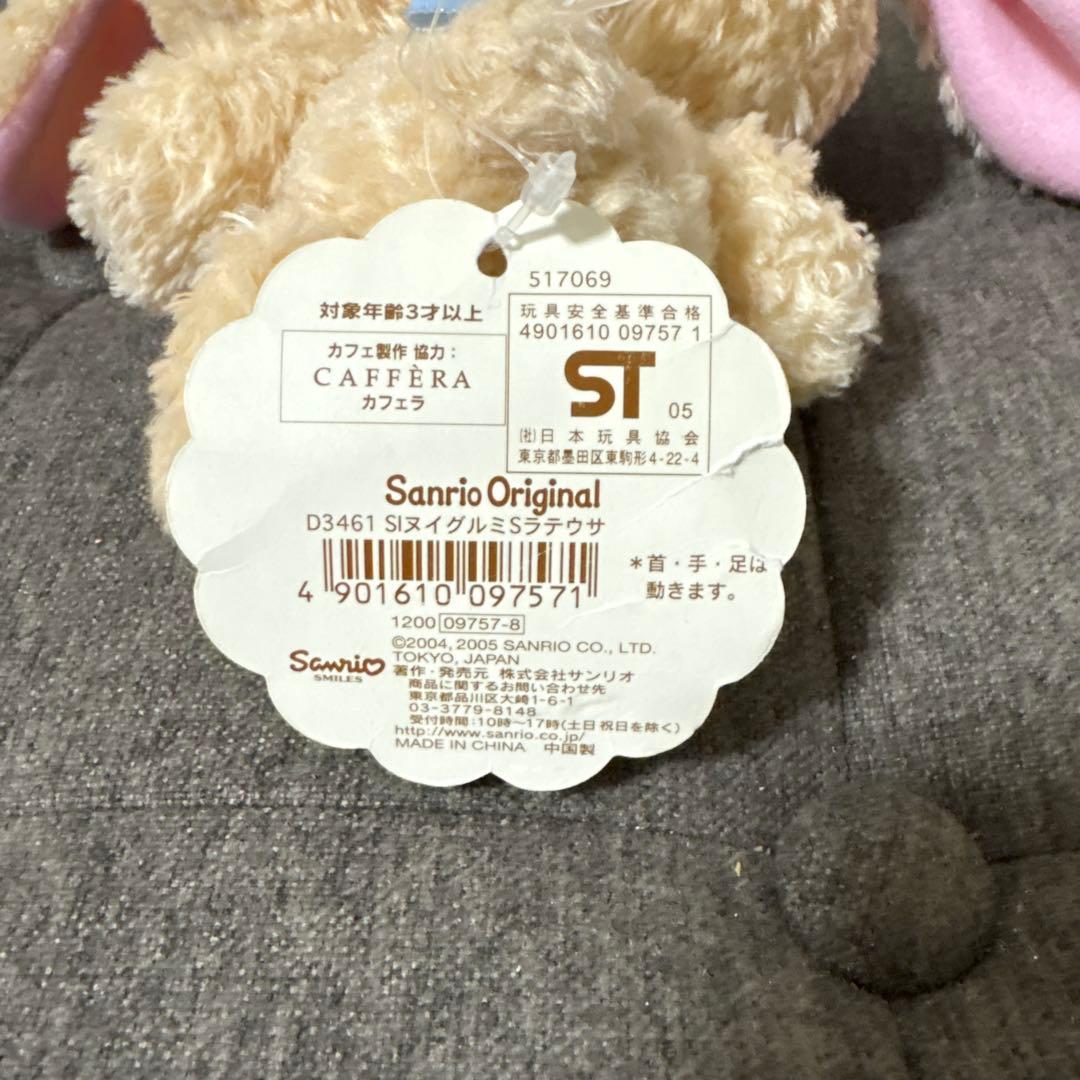 517069
対象年齢3才以上
カフェ製作 協力：
CAFFÈRA
カフェラ
玩具安全基準合格
4901610 09757 1
ST 05
(社)日本玩具協会
東京都墨田区東駒形4-22-4
Sanrio Original
D3461 SIヌイグルミSラテウサ
4 901610 097571
＊首・手・足は
動きます。
1200 09757-8
©2004, 2005 SANRIO CO., LTD.
TOKYO, JAPAN
Sanrio
SMILES
著作・発売元 株式会社サンリオ
商品に関するお問い合わせ先
東京都品川区大崎1-6-1
03-3779-8148
受付時間：10時〜17時(土日祝日を除く)
http://www.sanrio.co.jp/
MADE IN CHINA 中国製